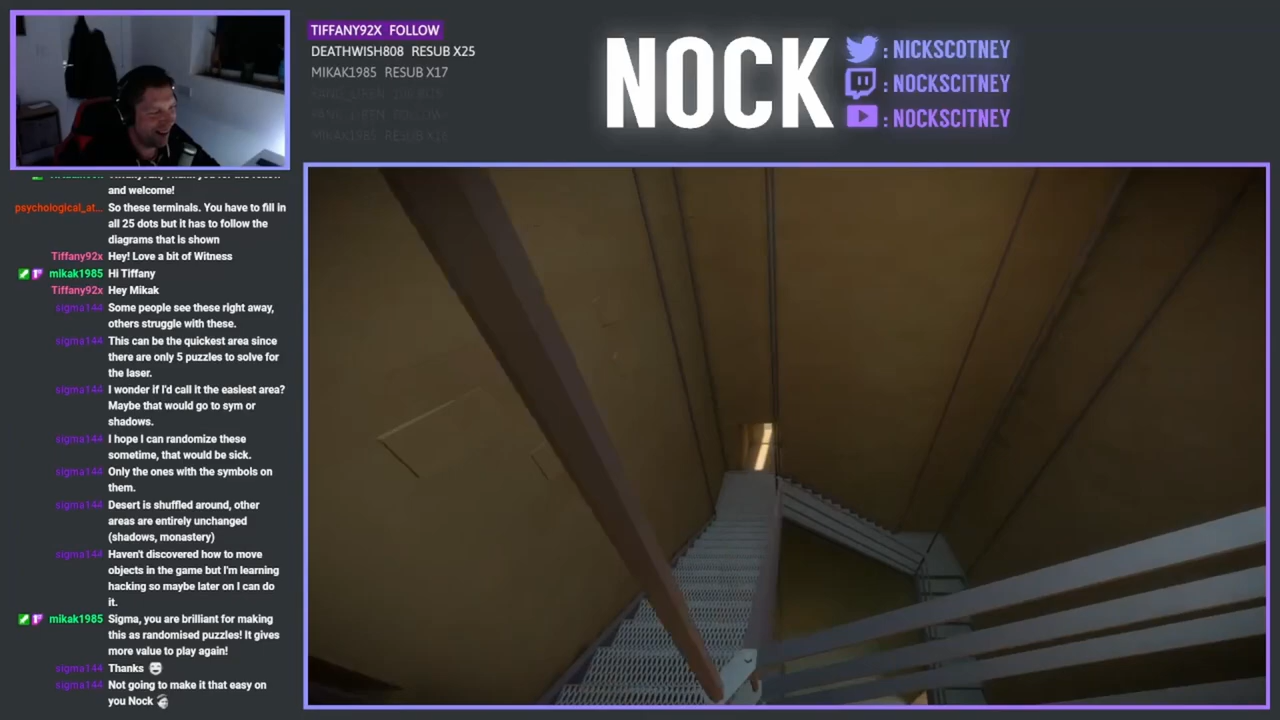 TIFFANY92X FOLLOW
DEATHWISH808 RESUB X25
MIKAK1985 RESUB X17
MIKAK1985 RESUB
NOCK
: NICKSCOTNEY
: NOCKSCITNEY
: NOCKSCITNEY
and welcome!
psychological_at... So these terminals. You have to fill in
all 25 dots but it has to follow the
diagrams that is shown
Tiffany92x Hey! Love a bit of Witness
mikak1985 Hi Tiffany
Tiffany92x Hey Mikak
sigma144 Some people see these right away,
others struggle with these.
sigma144 This can be the quickest area since
there are only 5 puzzles to solve for
the laser.
sigma144 I wonder if I'd call it the easiest area?
Maybe that would go to sym or
shadows.
sigma144 I hope I can randomize these
sometime, that would be sick.
sigma144 Only the ones with the symbols on
them.
sigma144 Desert is shuffled around, other
areas are entirely unchanged
(shadows, monastery)
sigma144 Haven't discovered how to move
objects in the game but I'm learning
hacking so maybe later on I can do
it.
mikak1985 Sigma, you are brilliant for making
this as randomised puzzles! It gives
more value to play again!
sigma144 Thanks
sigma144 Not going to make it that easy on
you Nock